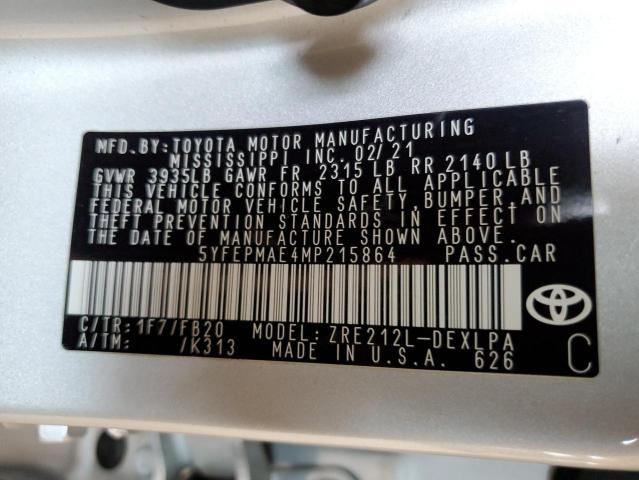 MFD. BY: TOYOTA MOTOR MANUFACTURING
MISSISSIPPI INC. 02/21
GVWR 3935LB GAWR FR 2315 LB RR 2140 LB
THIS VEHICLE CONFORMS TO ALL APPLICABLE
FEDERAL MOTOR VEHICLE SAFETY, BUMPER, AND
THEFT PREVENTION STANDARDS IN EFFECT ON
THE DATE OF MANUFACTURE SHOWN ABOVE.
5YFEPMAE4MP215864 PASS. CAR
C/TR: 1F7/FB20 MODEL: ZRE212L-DEXLPA
A/TM: /K313 MADE IN U.S.A. 626
C